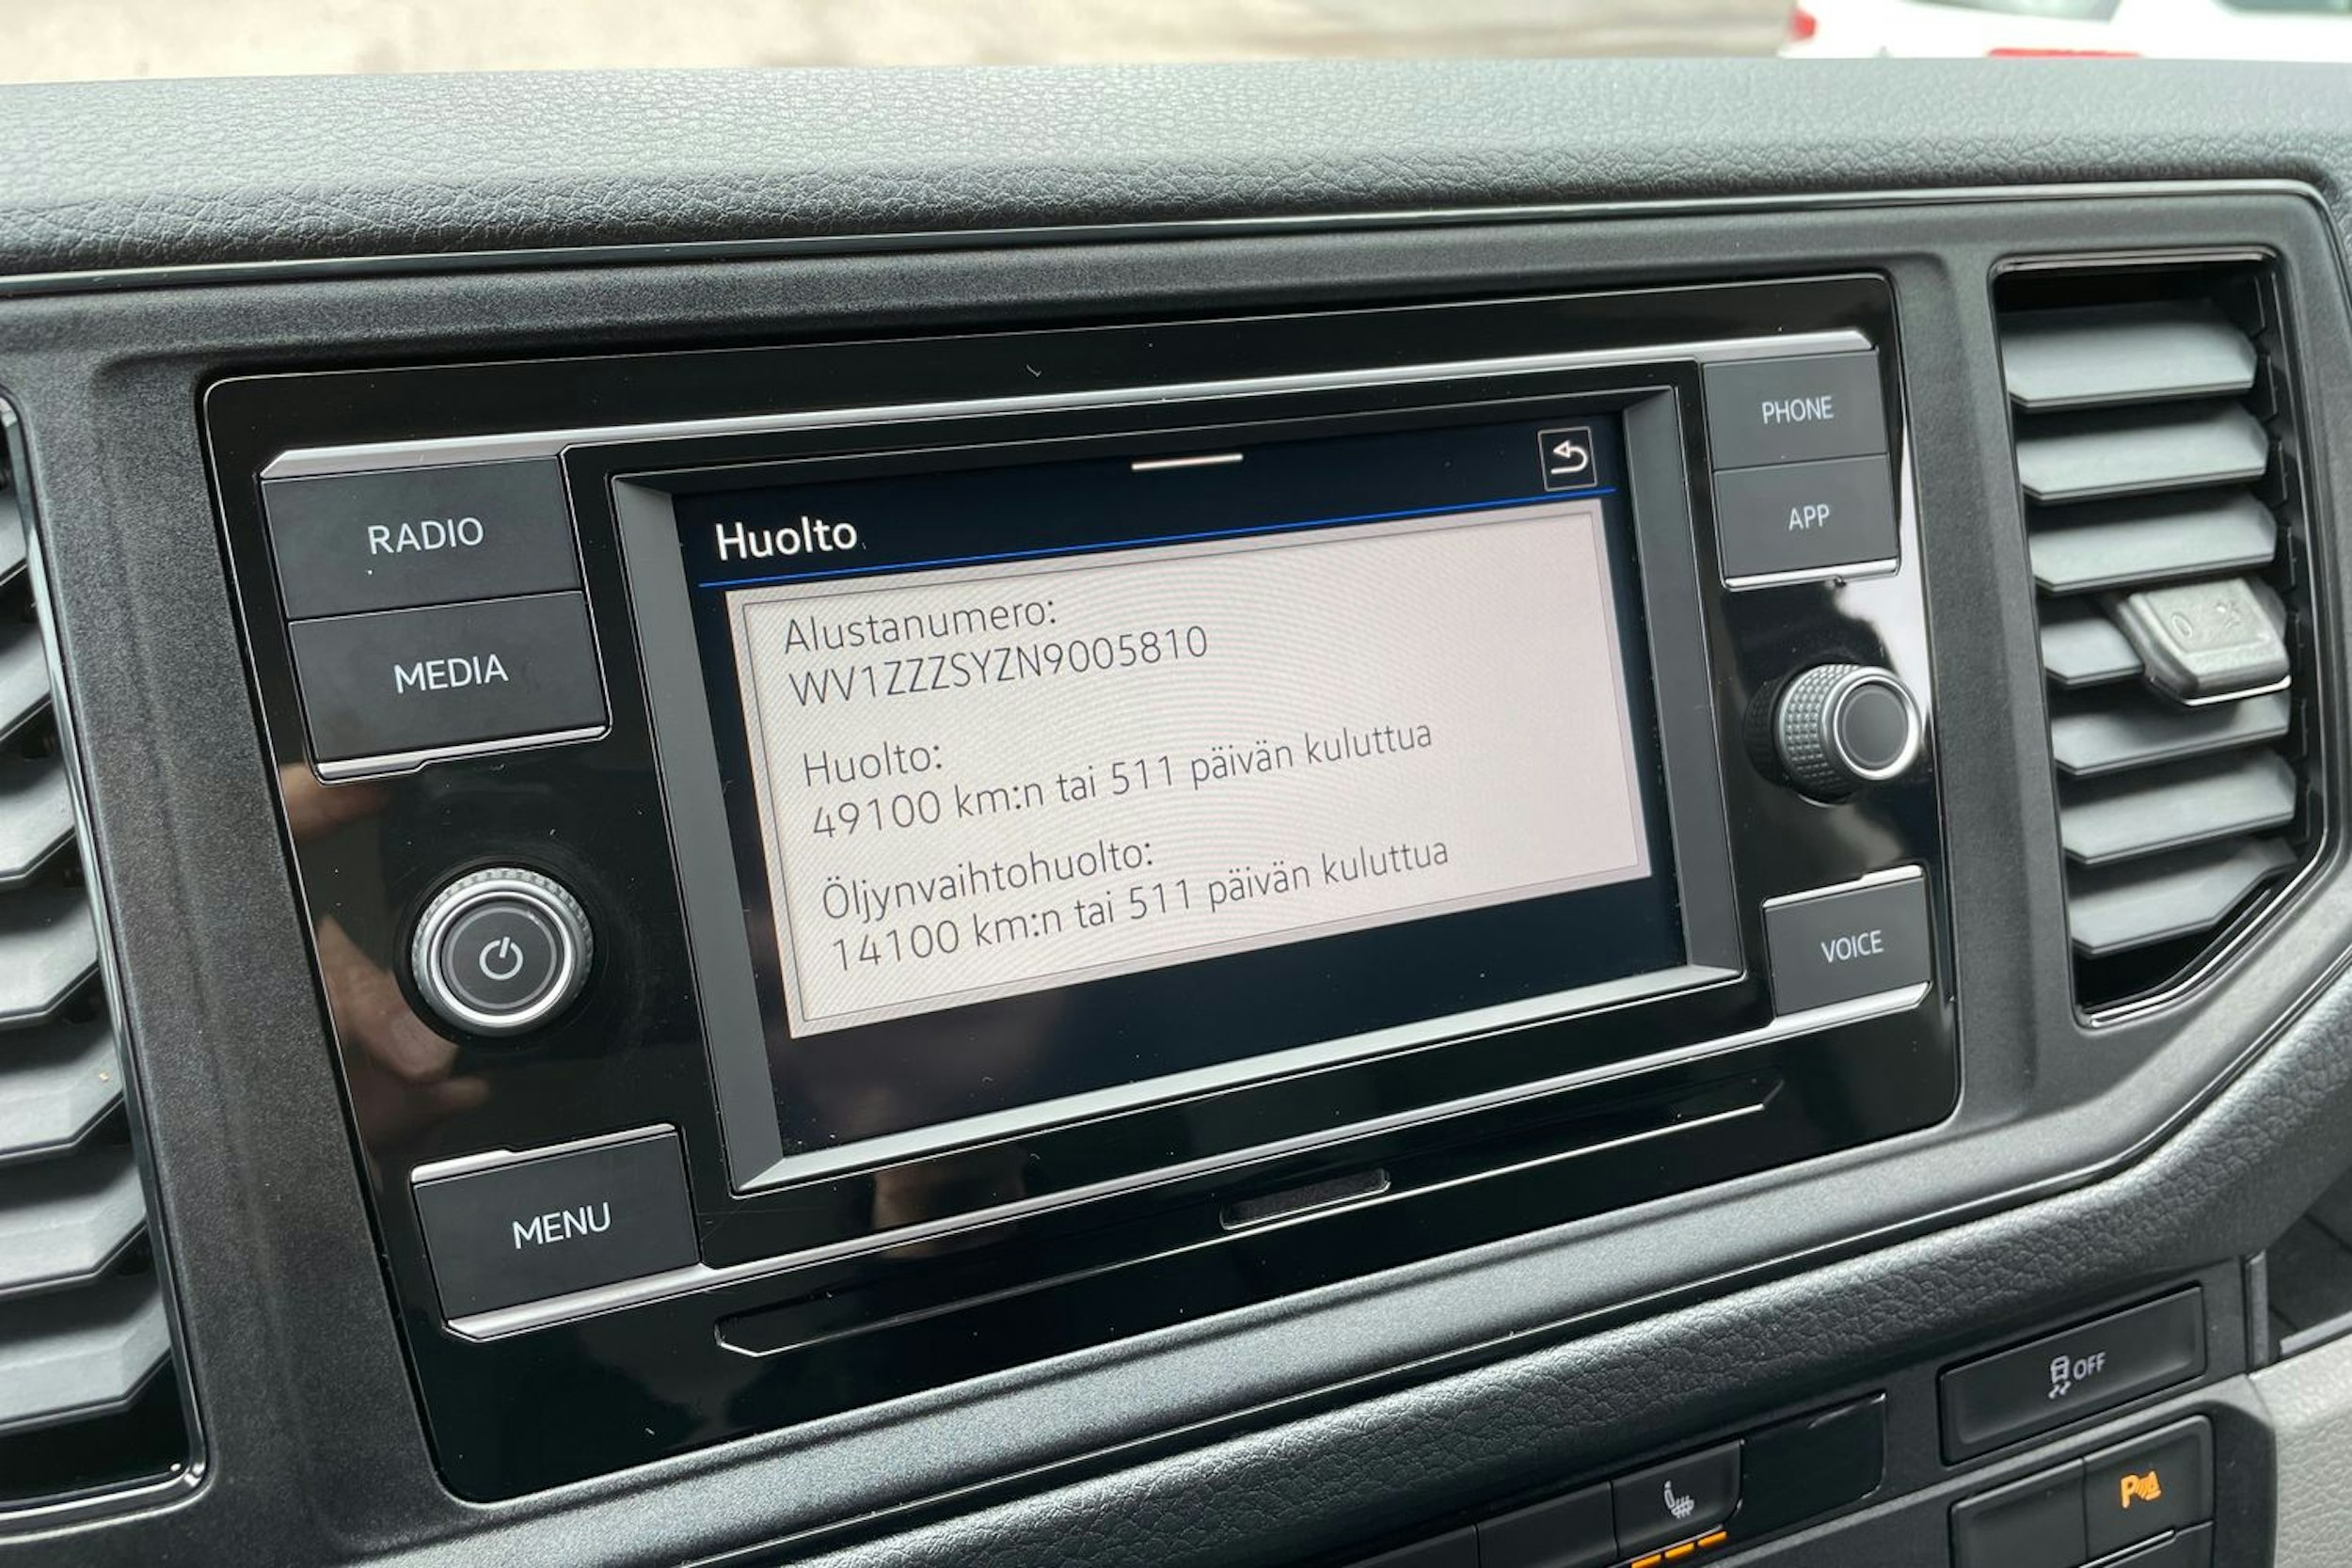 Huolto
Alustanumero:
WV1ZZZSYZN9005810
Huolto:
49100 km:n tai 511 päivän kuluttua
Öljynvaihtohuolto:
14100 km:n tai 511 päivän kuluttua
RADIO
MEDIA
MENU
PHONE
APP
VOICE
OFF
P